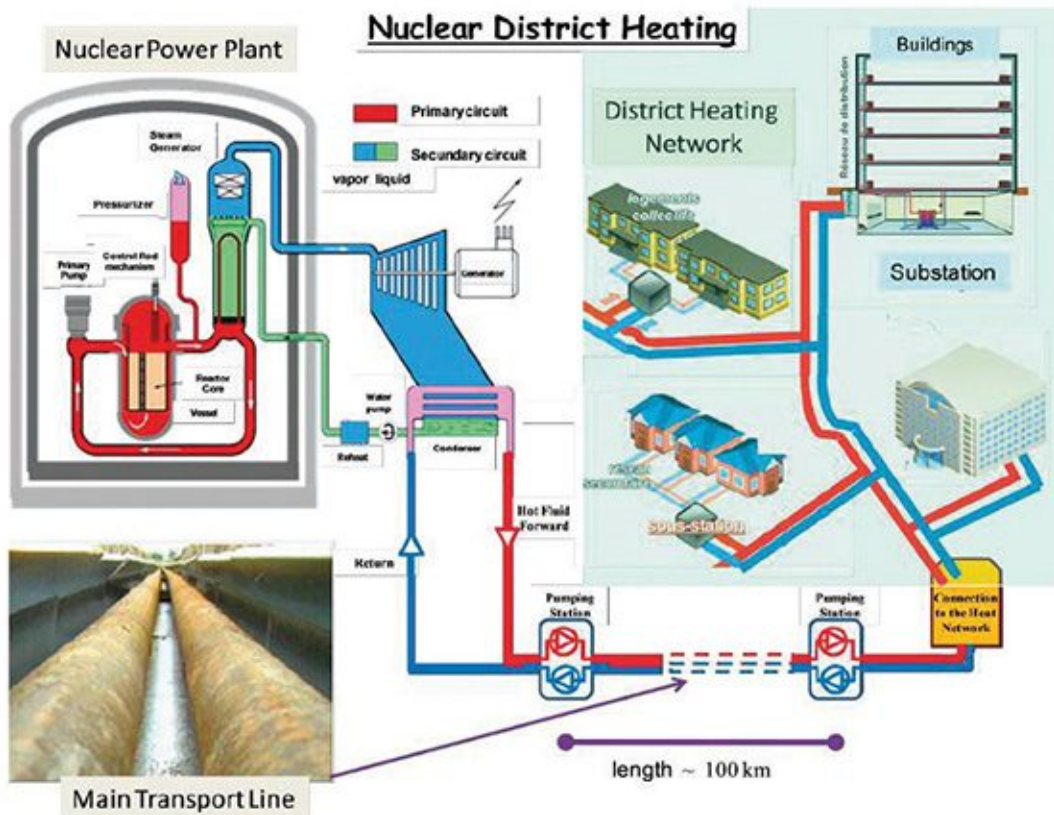 Nuclear District Heating
Nuclear Power Plant
Primary circuit
Secundary circuit
vapor liquid
Steam
Generator
Pressurizer
Control Rod
mechanism
Primary
Pump
Reactor
Core
Vessel
Generator
Water
pump
Reheat
Condenser
Hot Fluid
Forward
Return
Buildings
Réseau de distribution
District Heating
Network
logements
collectifs
Substation
réseau
secondaire
sous-station
Pumping
Station
Pumping
Station
Connection
to the Heat
Network
length ~ 100 km
Main Transport Line